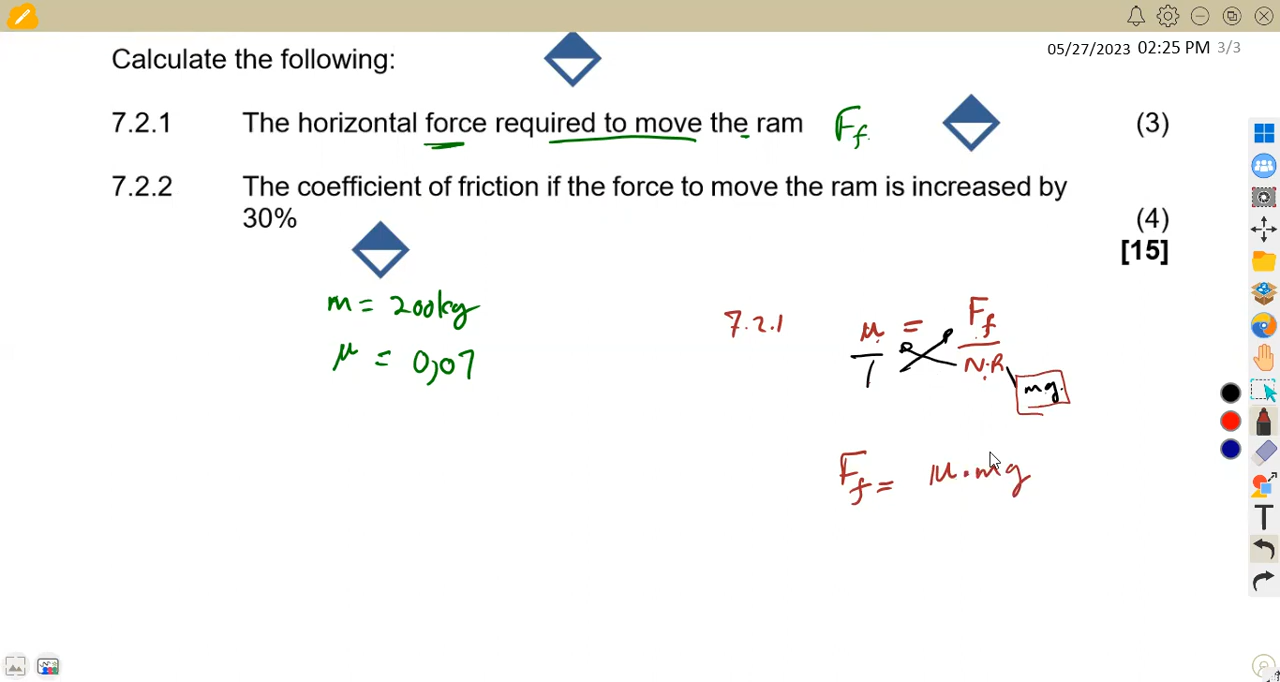 05/27/2023 02:25 PM 3/3
Calculate the following:
7.2.1 The horizontal force required to move the ram Ff. (3)
7.2.2 The coefficient of friction if the force to move the ram is increased by
30% (4)
[15]
m = 200kg
μ = 0,07
7.2.1 μ/1 = Ff/N.R
mg.
Ff = μ.mg
T